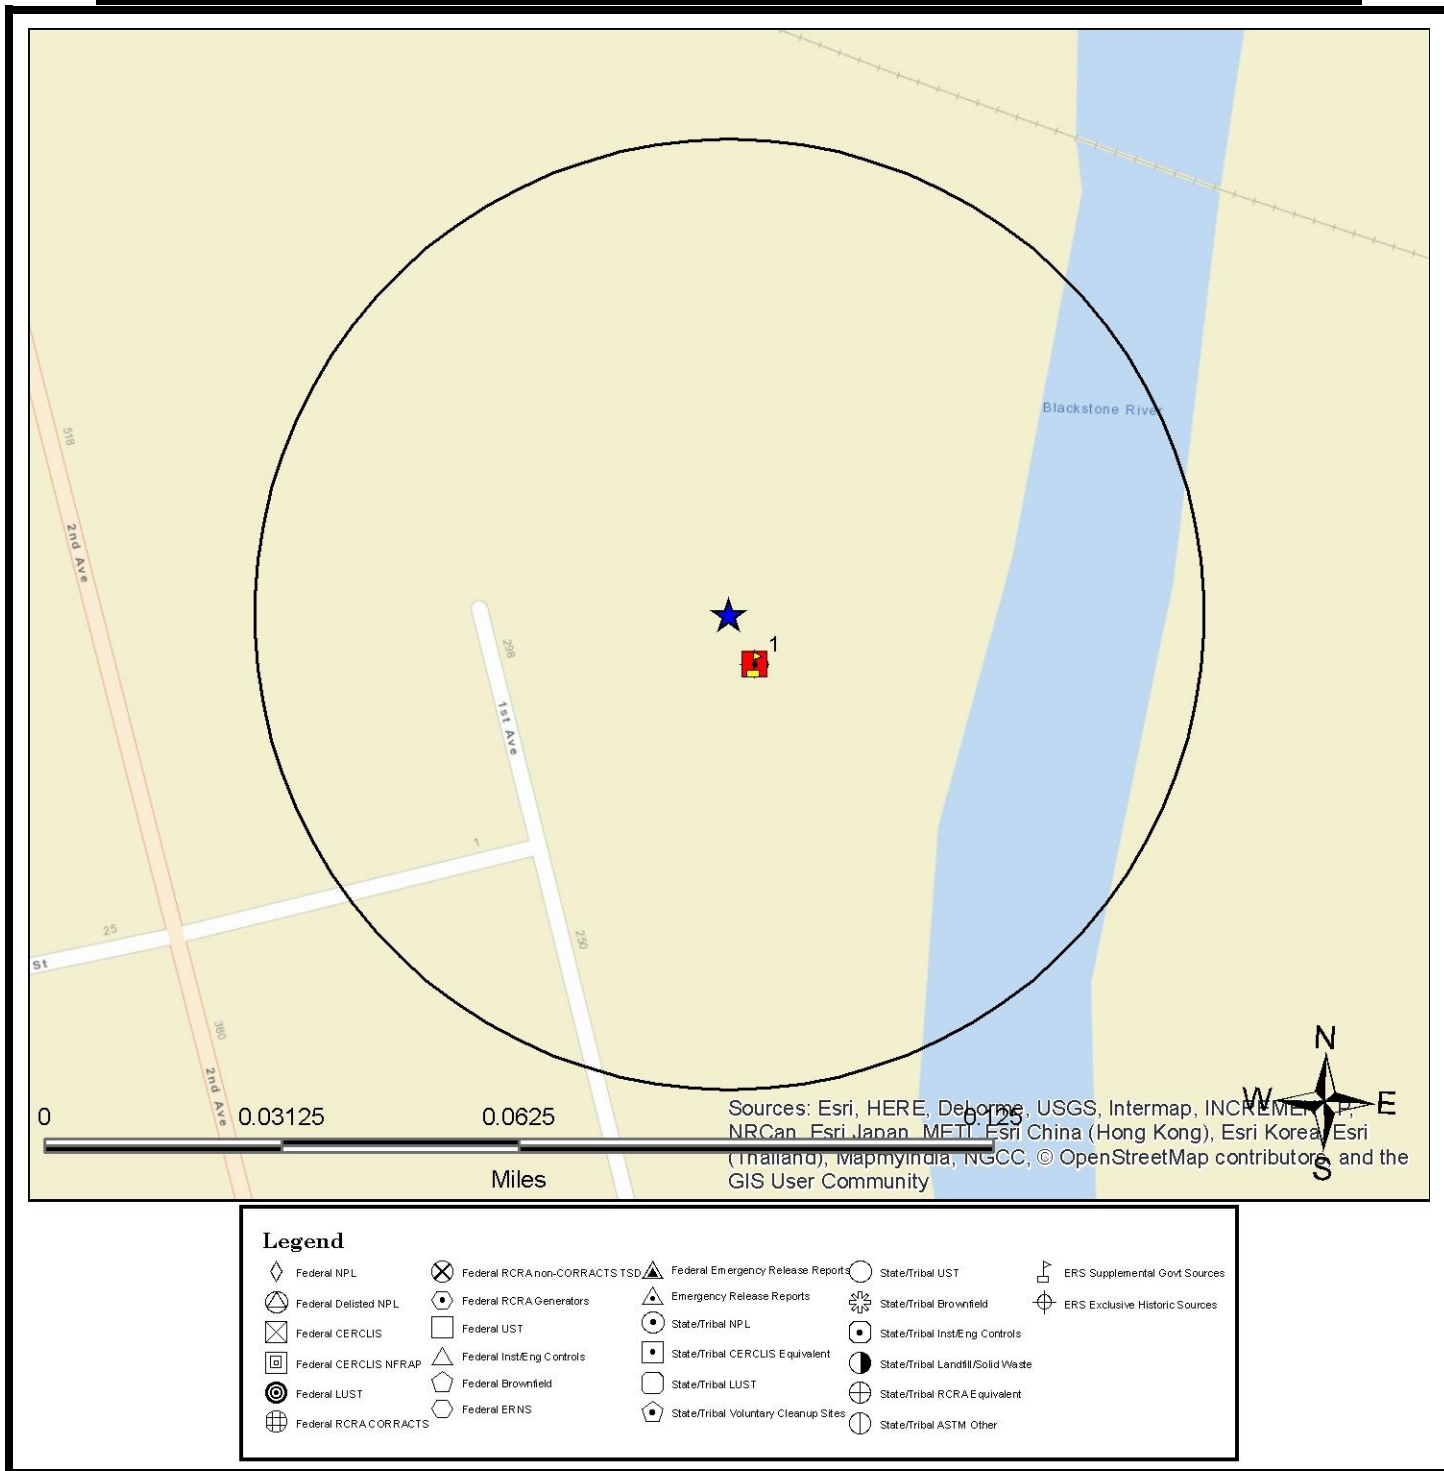 Blackstone River
518
2nd Ave
1
298
1st Ave
1
25
St
250
380
2nd Ave
N
W
E
S
0
0.03125
0.0625
0.125
Miles
Sources: Esri, HERE, DeLorme, USGS, Intermap, INCREMENT P,
NRCan, Esri Japan, METI, Esri China (Hong Kong), Esri Korea, Esri
(Thailand), MapmyIndia, NGCC, © OpenStreetMap contributors, and the
GIS User Community
Legend
Federal NPL
Federal Delisted NPL
Federal CERCLIS
Federal CERCLIS NFRAP
Federal LUST
Federal RCRA CORRACTS
Federal RCRA non-CORRACTS TSD
Federal RCRA Generators
Federal UST
Federal Inst/Eng Controls
Federal Brownfield
Federal ERNS
Federal Emergency Release Reports
Emergency Release Reports
State/Tribal NPL
State/Tribal CERCLIS Equivalent
State/Tribal LUST
State/Tribal Voluntary Cleanup Sites
State/Tribal UST
State/Tribal Brownfield
State/Tribal Inst/Eng Controls
State/Tribal Landfill/Solid Waste
State/Tribal RCRA Equivalent
State/Tribal ASTM Other
ERS Supplemental Govt Sources
ERS Exclusive Historic Sources